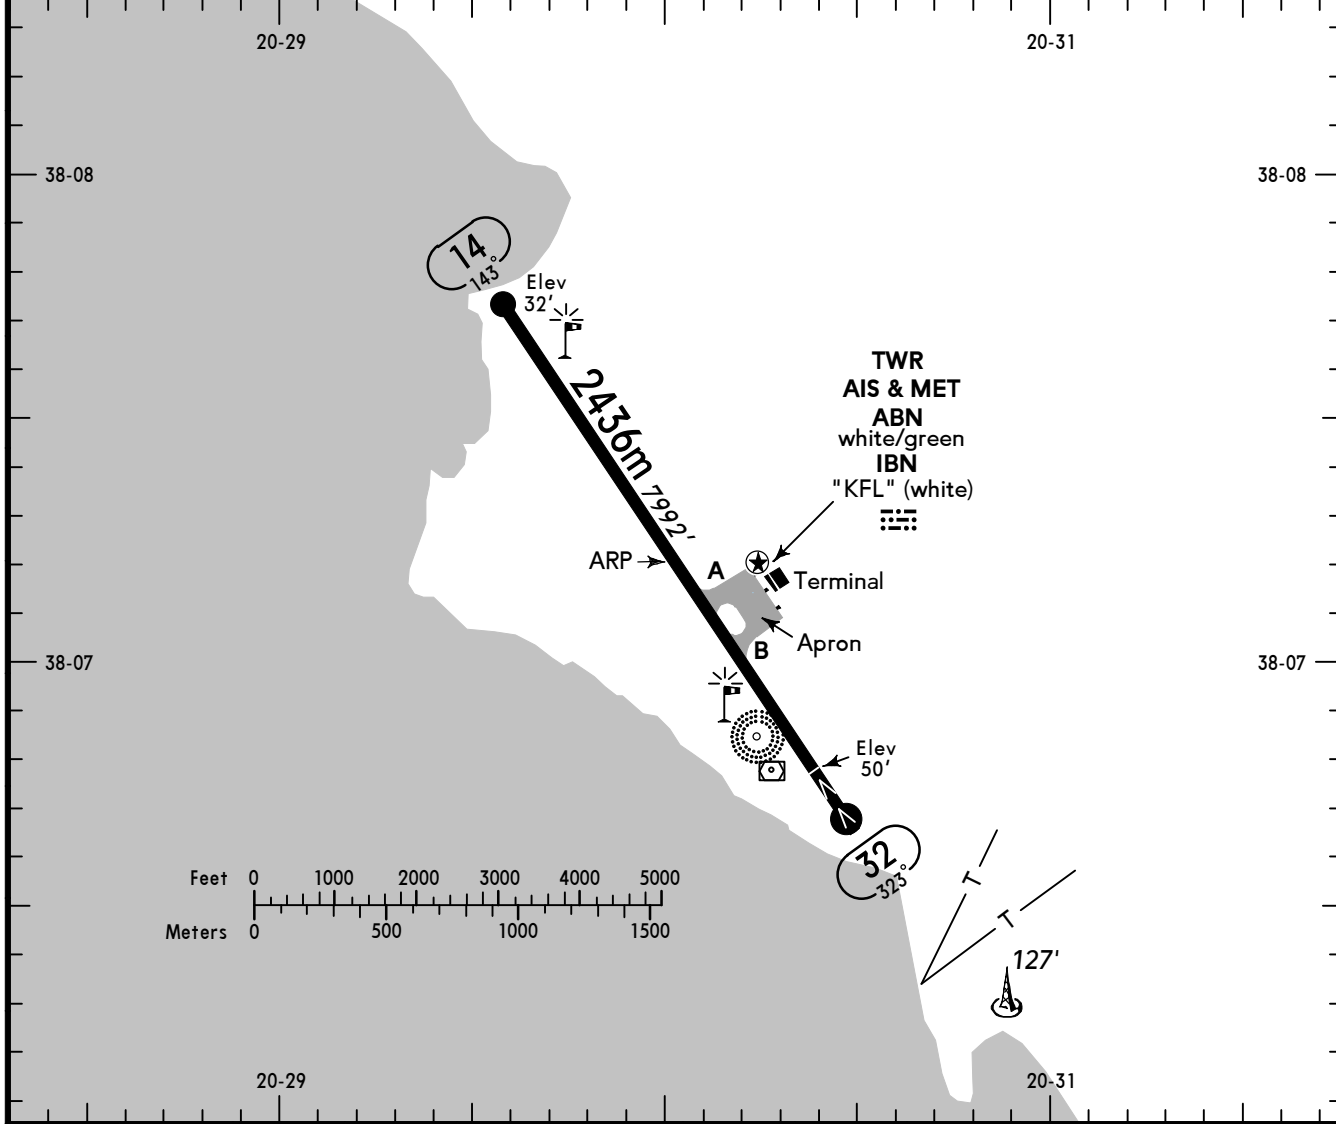 20-29
20-31
38-08
38-08
14
143°
Elev
32'
2436m 7992'
TWR
AIS & MET
ABN
white/green
IBN
"KFL" (white)
ARP
A
Terminal
Apron
B
38-07
38-07
Elev
50'
32
323°
Feet 0 1000 2000 3000 4000 5000
Meters 0 500 1000 1500
T
T
127'
20-29
20-31